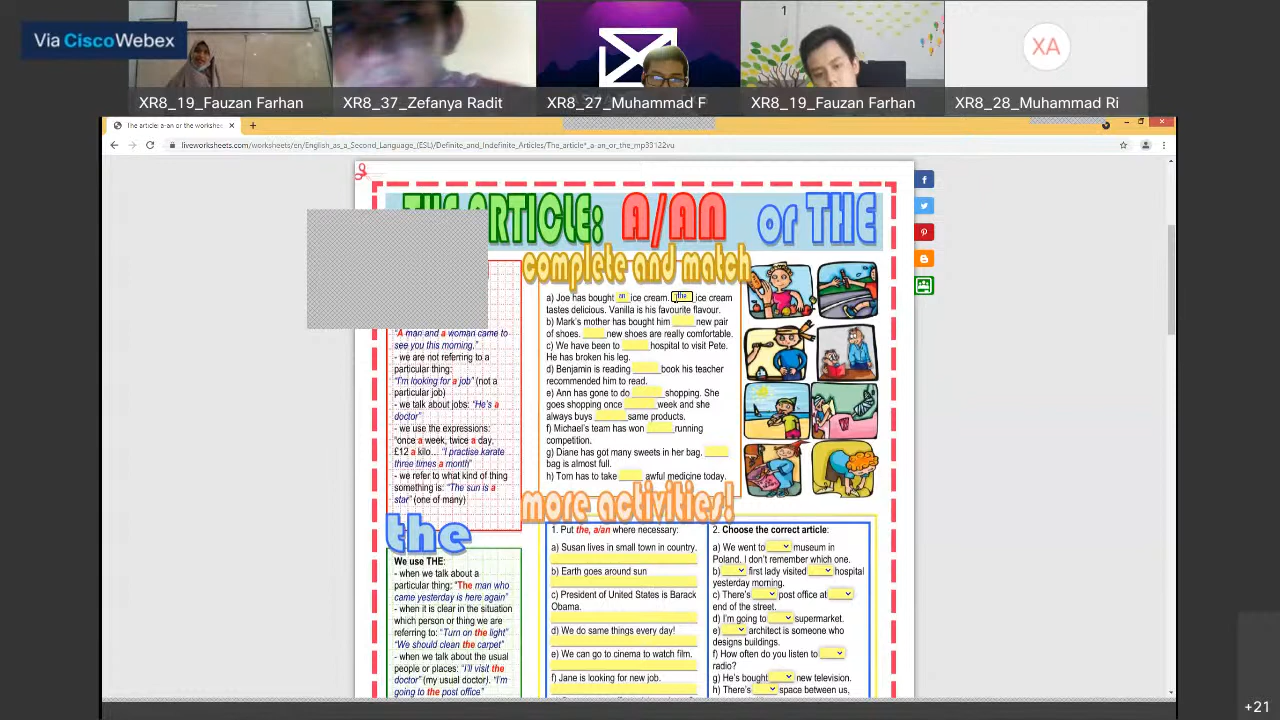 Via Cisco Webex
1
XA
XR8_19_Fauzan Farhan
XR8_37_Zefanya Radit
XR8_27_Muhammad F
XR8_19_Fauzan Farhan
XR8_28_Muhammad Ri
The article: a-an or the workshee
liveworksheets.com/worksheets/en/English_as_a_Second_Language_(ESL)/Definite_and_Indefinite_Articles/The_article*_a-an_or_the_mp33122vu
ARTICLE: A/AN or THE
complete and match
a) Joe has bought an ice cream. The ice cream
tastes delicious. Vanilla is his favourite flavour.
b) Mark's mother has bought him new pair
of shoes. new shoes are really comfortable.
c) We have been to hospital to visit Pete.
He has broken his leg.
d) Benjamin is reading book his teacher
recommended him to read.
e) Ann has gone to do shopping. She
goes shopping once week and she
always buys same products.
f) Michael's team has won running
competition.
g) Diane has got many sweets in her bag.
bag is almost full.
h) Tom has to take awful medicine today.
"A man and a woman came to
see you this morning."
- we are not referring to a
particular thing:
"I'm looking for a job" (not a
particular job)
- we talk about jobs: "He's a
doctor"
- we use the expressions:
"once a week, twice a day,
£12 a kilo... "I practise karate
three times a month"
- we refer to what kind of thing
something is: "The sun is a
star" (one of many)
more activities!
the
We use THE:
- when we talk about a
particular thing: "The man who
came yesterday is here again"
- when it is clear in the situation
which person or thing we are
referring to: "Turn on the light"
"We should clean the carpet"
- when we talk about the usual
people or places: "I'll visit the
doctor" (my usual doctor). "I'm
going to the post office"
1. Put the, a/an where necessary:
a) Susan lives in small town in country.
b) Earth goes around sun
c) President of United States is Barack
Obama.
d) We do same things every day!
e) We can go to cinema to watch film.
f) Jane is looking for new job.
2. Choose the correct article:
a) We went to museum in
Poland. I don't remember which one.
b) first lady visited hospital
yesterday morning.
c) There's post office at
end of the street.
d) I'm going to supermarket.
e) architect is someone who
designs buildings.
f) How often do you listen to
radio?
g) He's bought new television.
h) There's space between us,
+21